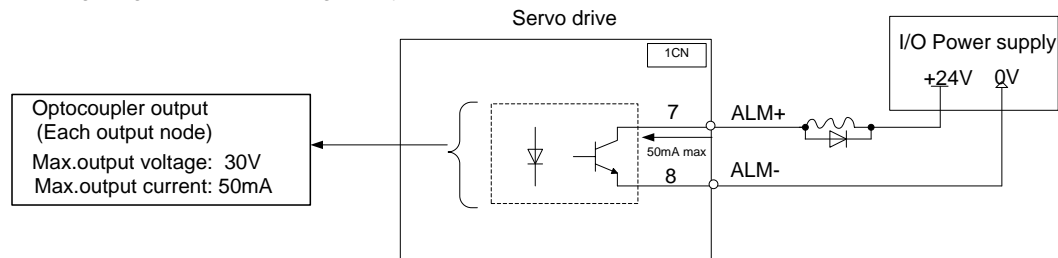 Servo drive
1CN
I/O Power supply
+24V 0V
Optocoupler output
(Each output node)
Max.output voltage: 30V
Max.output current: 50mA
7
ALM+
50mA max
8
ALM-